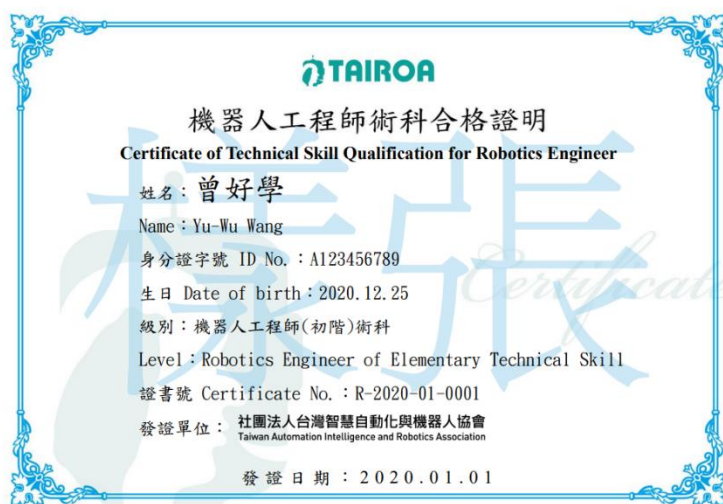 TAIROA
機器人工程師術科合格證明
Certificate of Technical Skill Qualification for Robotics Engineer
姓名：曾好學
Name：Yu-Wu Wang
身分證字號 ID No.：A123456789
生日 Date of birth：2020.12.25
級別：機器人工程師(初階)術科
Level：Robotics Engineer of Elementary Technical Skill
證書號 Certificate No.：R-2020-01-0001
發證單位：社團法人台灣智慧自動化與機器人協會
Taiwan Automation Intelligence and Robotics Association
發證日期：2020.01.01
樣張
Certificate